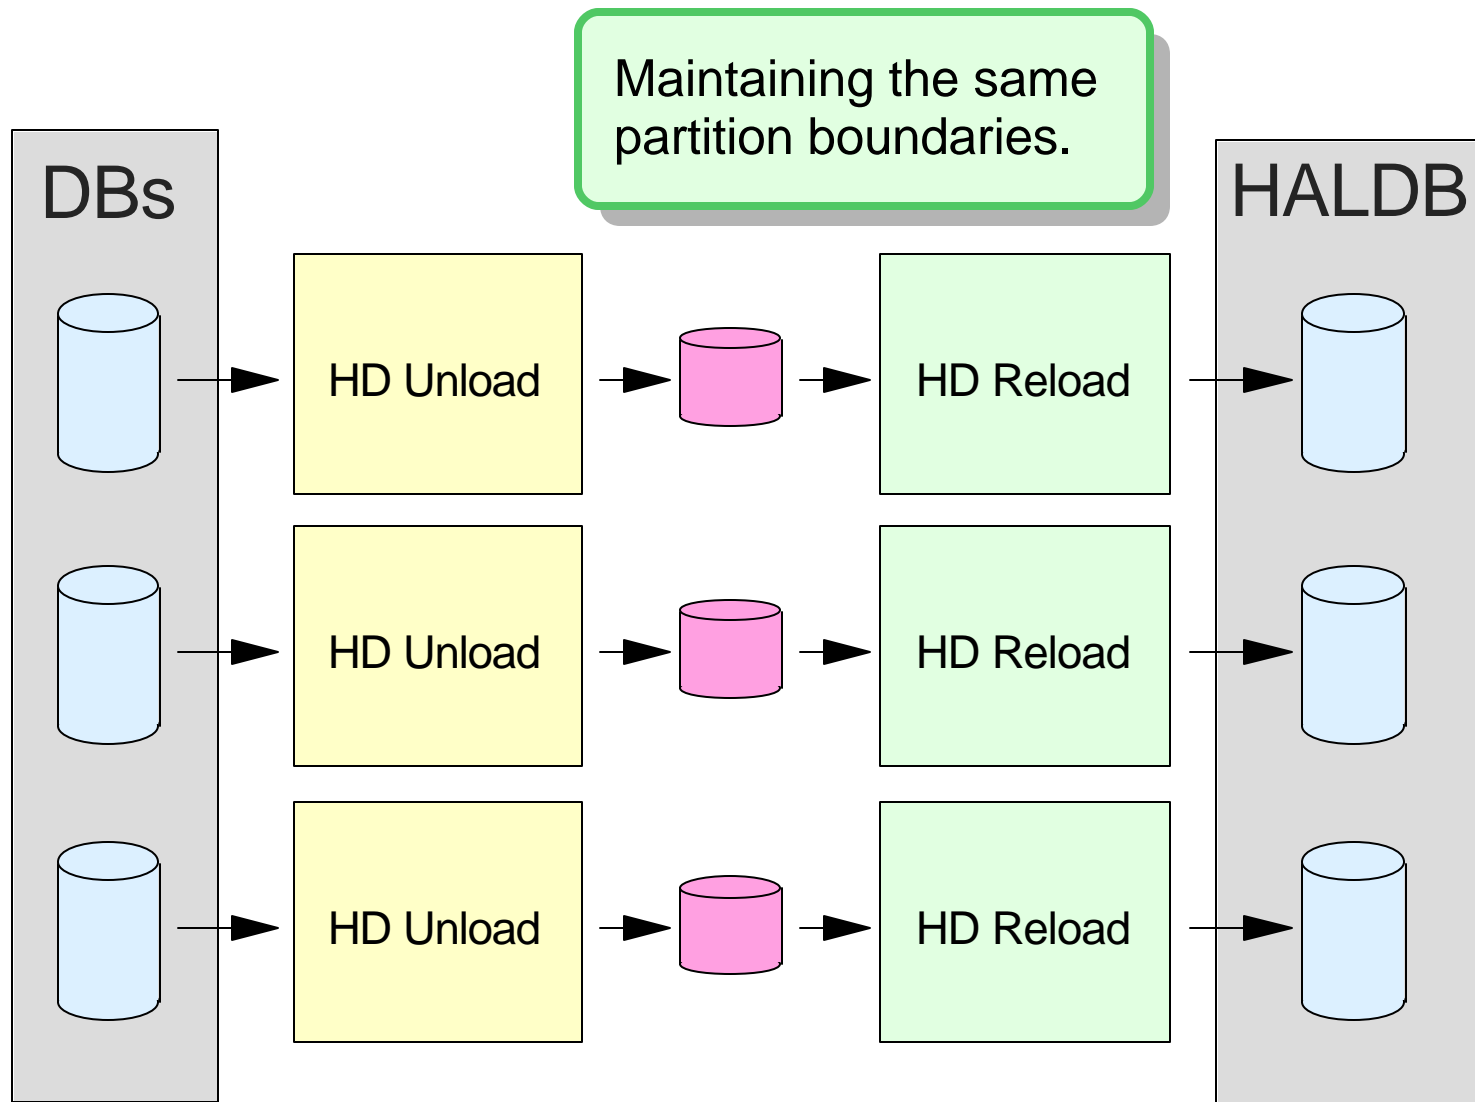 Maintaining the same
partition boundaries.
DBs
HALDB
HD Unload
HD Reload
HD Unload
HD Reload
HD Unload
HD Reload